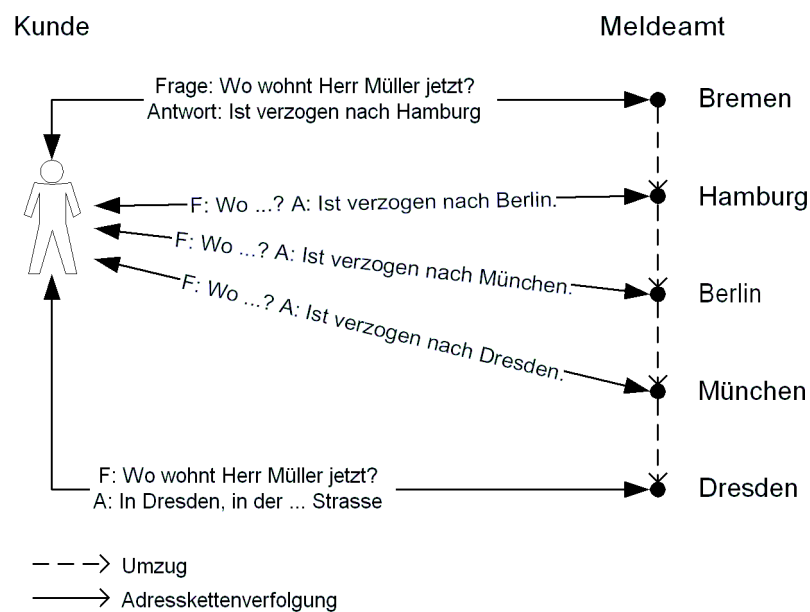 Kunde
Meldeamt
Frage: Wo wohnt Herr Müller jetzt?
Antwort: Ist verzogen nach Hamburg
Bremen
F: Wo ...? A: Ist verzogen nach Berlin.
Hamburg
F: Wo ...? A: Ist verzogen nach München.
Berlin
F: Wo ...? A: Ist verzogen nach Dresden.
München
F: Wo wohnt Herr Müller jetzt?
A: In Dresden, in der ... Strasse
Dresden
Umzug
Adresskettenverfolgung